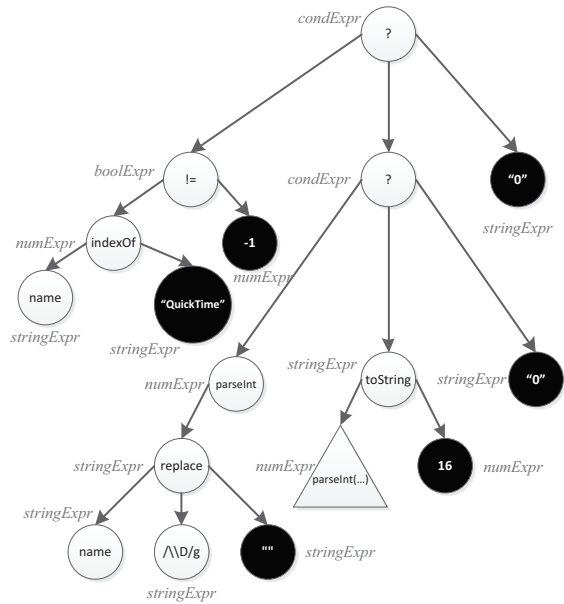 condExpr
?
boolExpr
!=
condExpr
?
“0”
stringExpr
numExpr
indexOf
-1
numExpr
name
stringExpr
“QuickTime”
stringExpr
numExpr
parseInt
stringExpr
toString
stringExpr
“0”
stringExpr
replace
numExpr
parseInt(...)
16
numExpr
stringExpr
name
/\\D/g
stringExpr
""
stringExpr